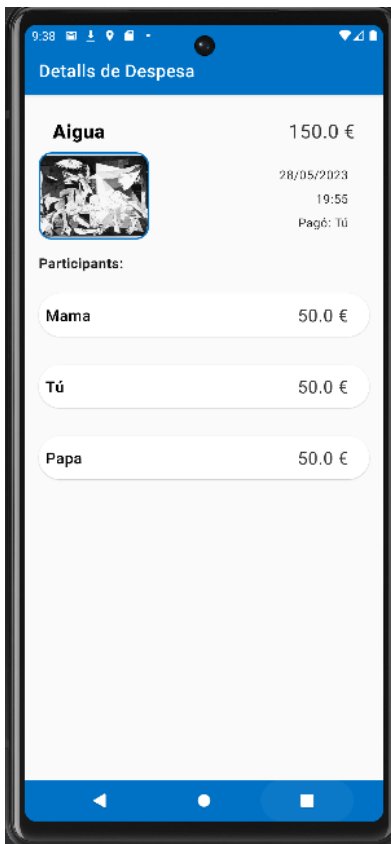 9:38
Detalls de Despesa
Aigua 150.0 €
28/05/2023
19:55
Pagó: Tú
Participants:
Mama 50.0 €
Tú 50.0 €
Papa 50.0 €